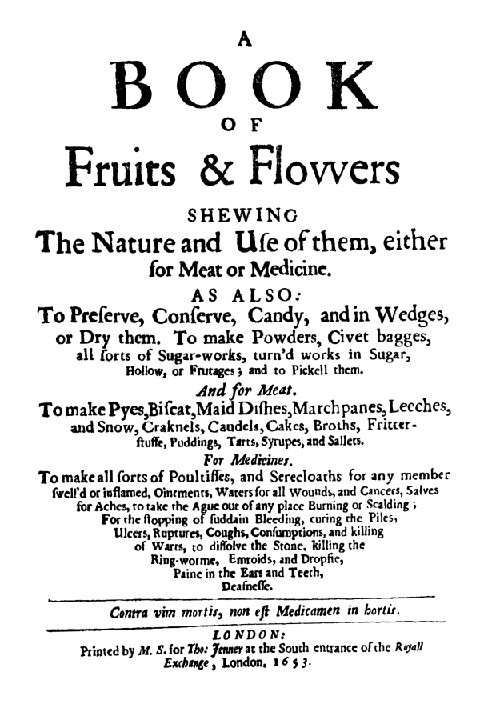 A
BOOK
OF
Fruits & Flovvers
SHEWING
The Nature and Uſe of them, either
for Meat or Medicine.
AS ALSO:
To Preſerve, Conſerve, Candy, and in Wedges,
or Dry them. To make Powders, Civet bagges,
all ſorts of Sugar-works, turn'd works in Sugar,
Hollow, or Frutages; and to Pickell them.
And for Meat.
To make Pyes, Biſcat, Maid Diſhes, Marchpanes, Leeches,
and Snow, Craknels, Caudels, Cakes, Broths, Fritter-
ſtuffe, Puddings, Tarts, Syrupes, and Sallets.
For Medicines.
To make all ſorts of Poultiſſes, and Serecloaths for any member
ſwell'd or inflamed, Ointments, Waters for all Wounds, and Cancers, Salves
for Aches, to take the Ague out of any place Burning or Scalding;
For the ſtopping of ſuddain Bleeding, curing the Piles,
Ulcers, Ruptures, Coughs, Conſumptions, and killing
of Warts, to diſſolve the Stone, killing the
Ring-worme, Emroids, and Dropſie,
Paine in the Ears and Teeth,
Deafneſſe.
Contra vim mortis, non eſt Medicamen in hortis.
LONDON:
Printed by M. S. for Tho: Jenner at the South entrance of the Royall
Exchange, London, 1653.